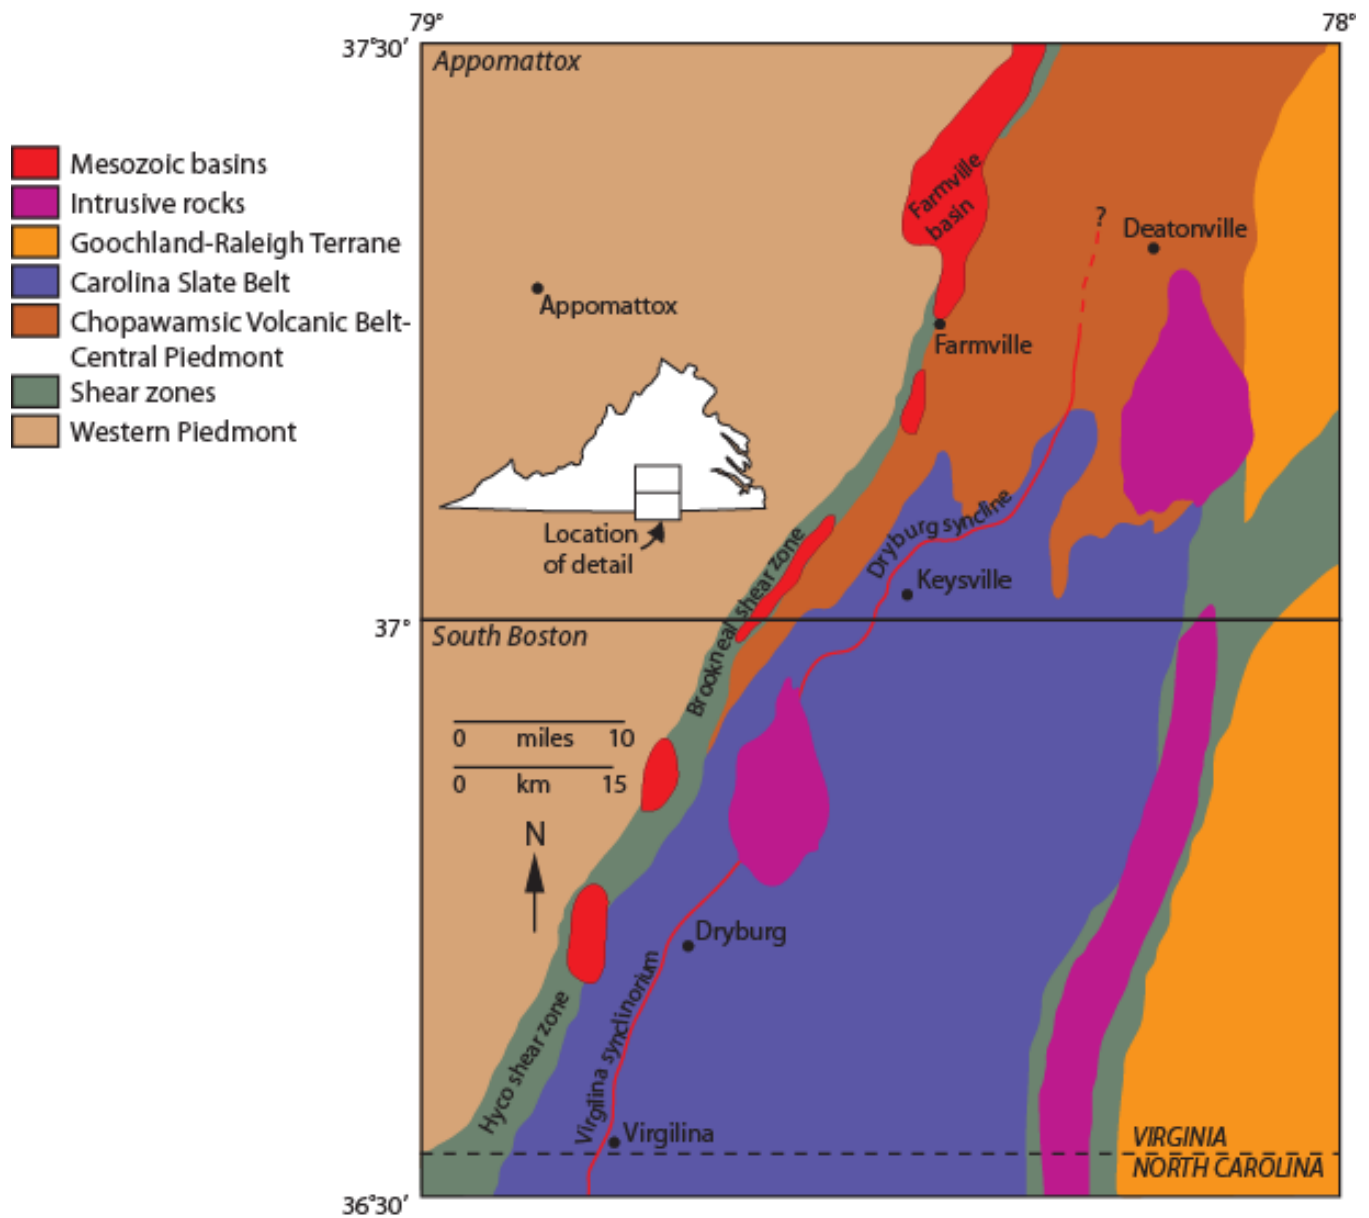 79°
78°
37°30′
Appomattox
Mesozoic basins
Intrusive rocks
Goochland-Raleigh Terrane
Carolina Slate Belt
Chopawamsic Volcanic Belt-
Central Piedmont
Shear zones
Western Piedmont
Farmville
basin
?
Deatonville
Appomattox
Farmville
Location
of detail
Dryburg syncline
Keysville
Brookneal shear zone
37°
South Boston
0 miles 10
0 km 15
N
Dryburg
Hyco shear zone
Virgilina synclinorium
Virgilina
VIRGINIA
NORTH CAROLINA
36°30′